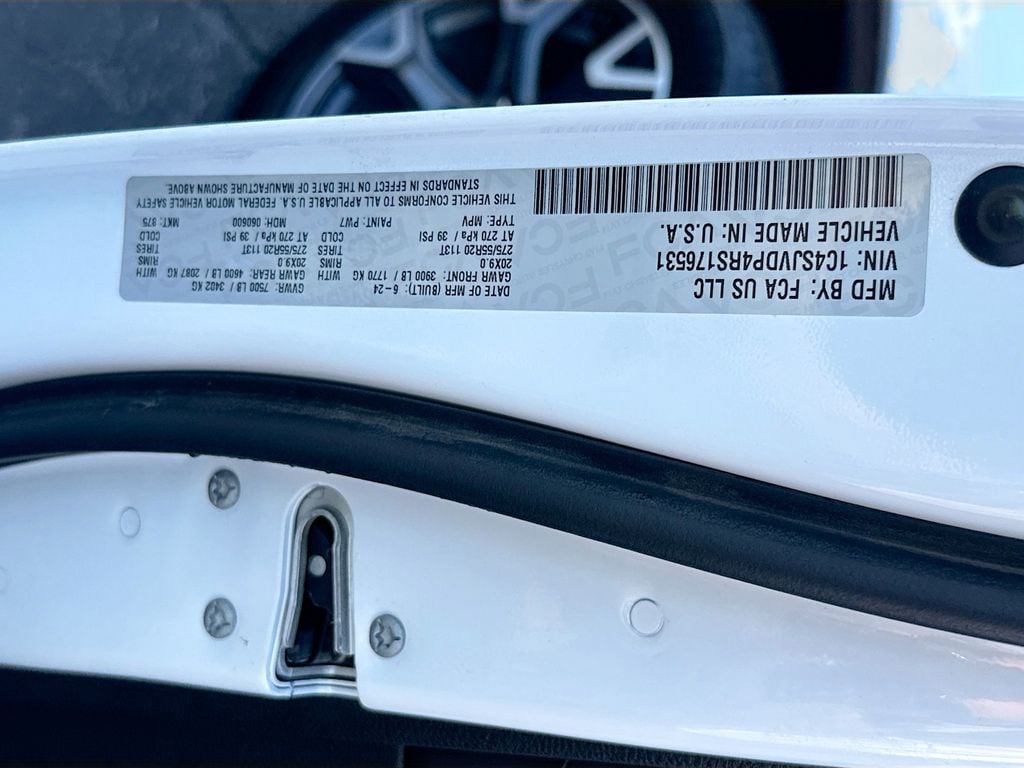 MFD BY: FCA US LLC
VIN: 1C4SJVDP4RS176531
VEHICLE MADE IN: U.S.A.
DATE OF MFR (BUILT): 6-24 GVWR: 7500 LB / 3402 KG
GAWR FRONT: 3900 LB / 1770 KG WITH GAWR REAR: 4600 LB / 2087 KG WITH
20X9.0 RIMS 20X9.0 RIMS
275/55R20 113T TIRES 275/55R20 113T TIRES
AT 270 kPa / 39 PSI COLD AT 270 kPa / 39 PSI COLD
TYPE: MPV PAINT: PW7 MDH: 060600 MKT: 975
THIS VEHICLE CONFORMS TO ALL APPLICABLE U.S.A. FEDERAL MOTOR VEHICLE SAFETY
STANDARDS IN EFFECT ON THE DATE OF MANUFACTURE SHOWN ABOVE.